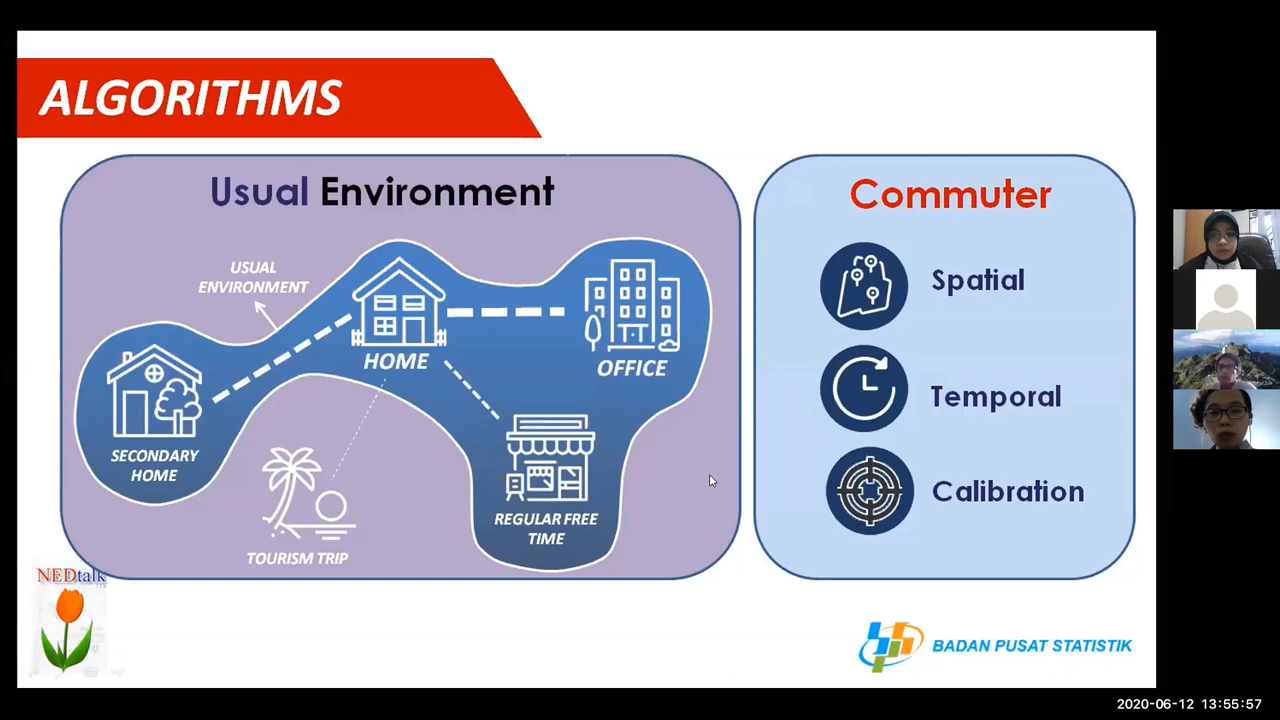 ALGORITHMS
Usual Environment
USUAL
ENVIRONMENT
HOME
OFFICE
SECONDARY
HOME
REGULAR FREE
TIME
TOURISM TRIP
Commuter
Spatial
Temporal
Calibration
NEDtalk
BADAN PUSAT STATISTIK
2020-06-12 13:55:57